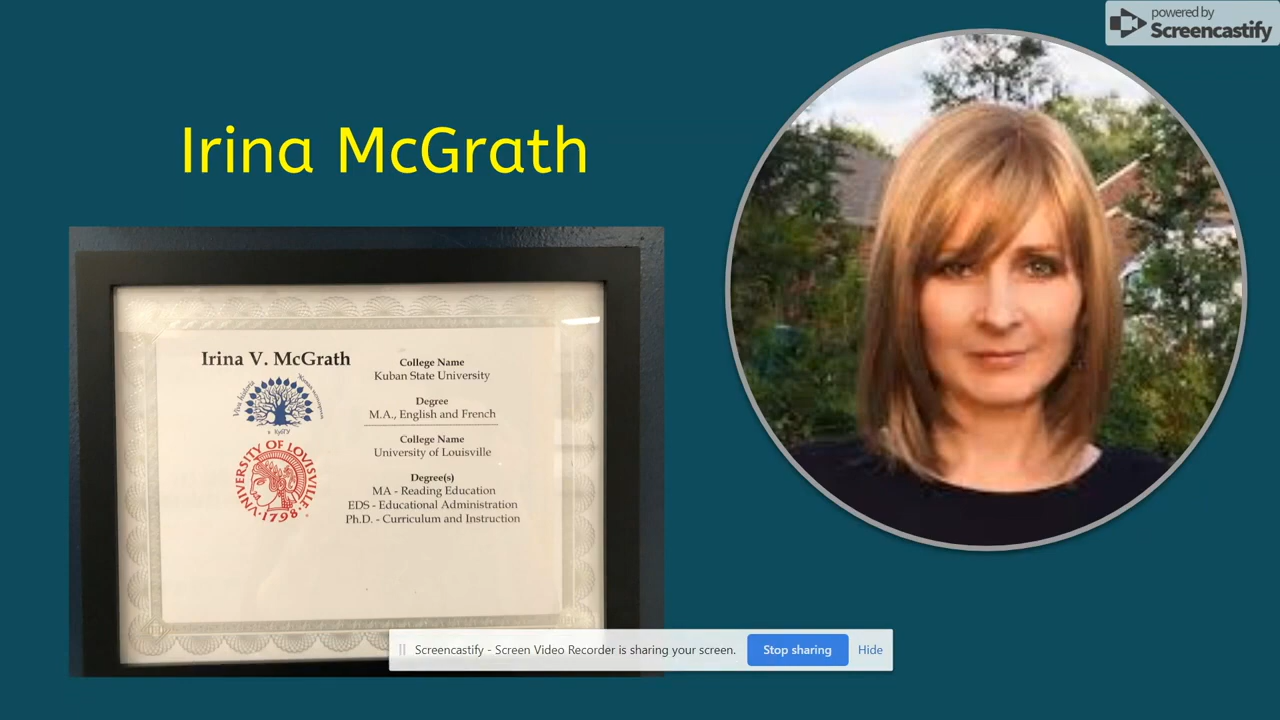 powered by
Screencastify
Irina McGrath
Irina V. McGrath
UNIVERSITY OF LOUISVILLE
1798
College Name
Kuban State University
Degree
M.A., English and French
College Name
University of Louisville
Degree(s)
MA - Reading Education
EDS - Educational Administration
Ph.D. - Curriculum and Instruction
Screencastify - Screen Video Recorder is sharing your screen.
Stop sharing
Hide